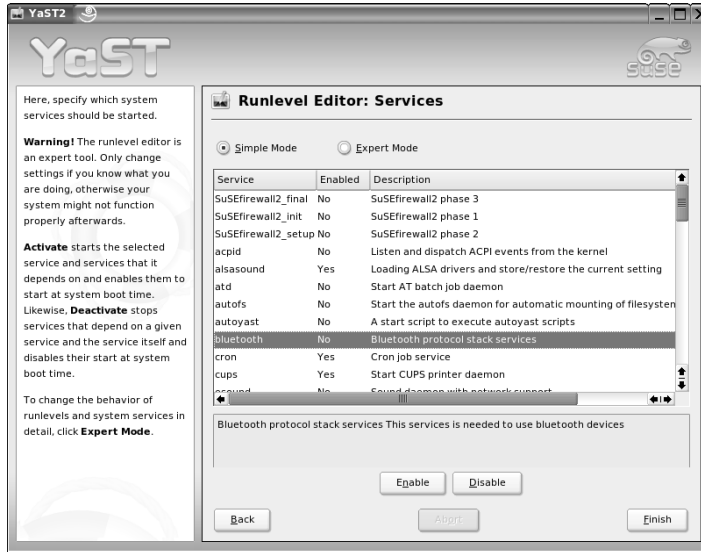 YaST2
YaST
SUSE
Here, specify which system
services should be started.
Warning! The runlevel editor is
an expert tool. Only change
settings if you know what you
are doing, otherwise your
system might not function
properly afterwards.
Activate starts the selected
service and services that it
depends on and enables them to
start at system boot time.
Likewise, Deactivate stops
services that depend on a given
service and the service itself and
disables their start at system
boot time.
To change the behavior of
runlevels and system services in
detail, click Expert Mode.
Runlevel Editor: Services
Simple Mode Expert Mode
Service Enabled Description
SuSEfirewall2_final No SuSEfirewall2 phase 3
SuSEfirewall2_init No SuSEfirewall2 phase 1
SuSEfirewall2_setup No SuSEfirewall2 phase 2
acpid No Listen and dispatch ACPI events from the kernel
alsasound Yes Loading ALSA drivers and store/restore the current setting
atd No Start AT batch job daemon
autofs No Start the autofs daemon for automatic mounting of filesysten
autoyast No A start script to execute autoyast scripts
bluetooth No Bluetooth protocol stack services
cron Yes Cron job service
cups Yes Start CUPS printer daemon
esound No Sound daemon with network support
Bluetooth protocol stack services This services is needed to use bluetooth devices
Enable Disable
Back Abort Finish